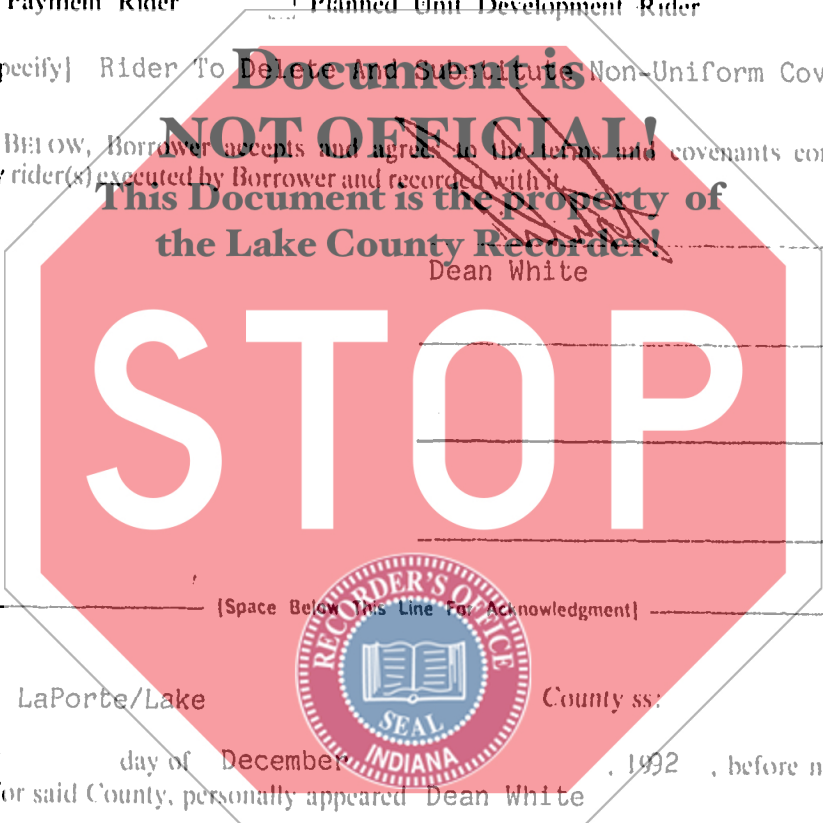 Payment Rider Planned Unit Development Rider
pecify] Rider To Delete And Substitute Non-Uniform Cov
Document is
NOT OFFICIAL!
This Document is the property of
the Lake County Recorder!
BELOW, Borrower accepts and agrees to the terms and covenants con
rider(s) executed by Borrower and recorded with it.
Dean White
STOP
[Space Below This Line For Acknowledgment]
RECORDER'S OFFICE
SEAL
INDIANA
LaPorte/Lake County ss:
day of December , 1992 , before m
or said County, personally appeared Dean White